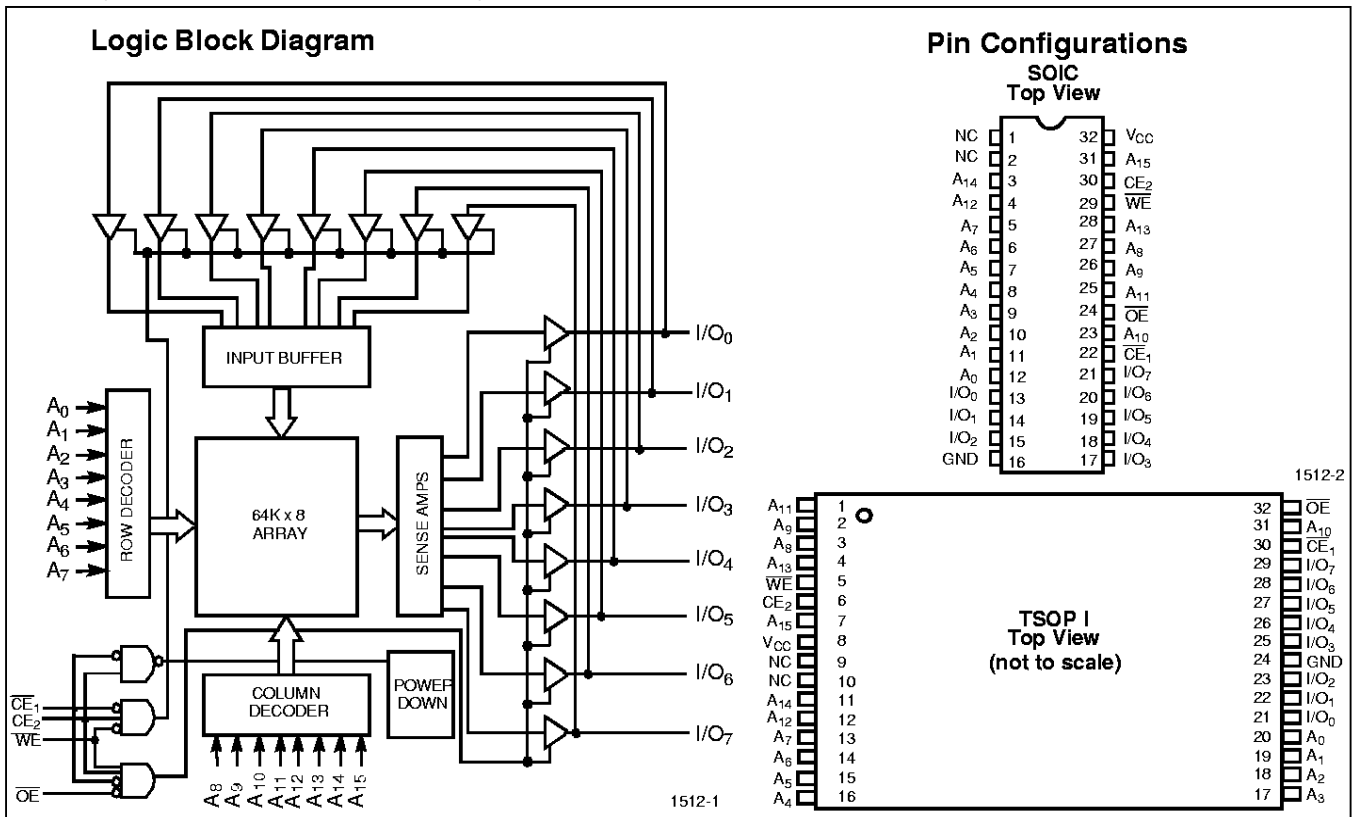 Logic Block Diagram
INPUT BUFFER
A0
A1
A2
A3
A4
A5
A6
A7
ROW DECODER
64K x 8
ARRAY
SENSE AMPS
I/O0
I/O1
I/O2
I/O3
I/O4
I/O5
I/O6
I/O7
COLUMN
DECODER
POWER
DOWN
C̅E̅1
CE2
W̅E̅
O̅E̅
A8
A9
A10
A11
A12
A13
A14
A15
1512-1
Pin Configurations
SOIC
Top View
NC 1 32 VCC
NC 2 31 A15
A14 3 30 CE2
A12 4 29 W̅E̅
A7 5 28 A13
A6 6 27 A8
A5 7 26 A9
A4 8 25 A11
A3 9 24 O̅E̅
A2 10 23 A10
A1 11 22 C̅E̅1
A0 12 21 I/O7
I/O0 13 20 I/O6
I/O1 14 19 I/O5
I/O2 15 18 I/O4
GND 16 17 I/O3
1512-2
A11 1 32 O̅E̅
A9 2 31 A10
A8 3 30 C̅E̅1
A13 4 29 I/O7
W̅E̅ 5 28 I/O6
CE2 6 27 I/O5
A15 7 26 I/O4
VCC 8 25 I/O3
NC 9 24 GND
NC 10 23 I/O2
A14 11 22 I/O1
A12 12 21 I/O0
A7 13 20 A0
A6 14 19 A1
A5 15 18 A2
A4 16 17 A3
TSOP I
Top View
(not to scale)